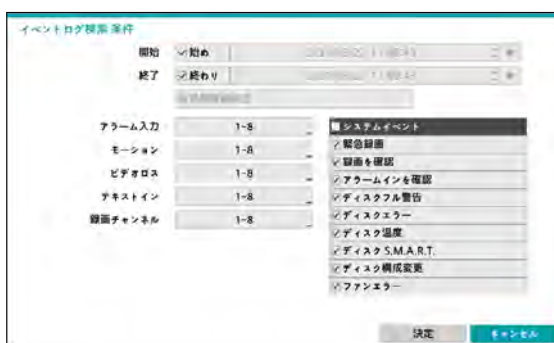 イベントログ検索 条件
開始 始め
終了 終わり
アラーム入力 1-8
モーション 1-8
ビデオロス 1-8
テキストイン 1-8
録画チャンネル 1-8
システムイベント
緊急録画
録画を確認
アラームインを確認
ディスクフル警告
ディスクエラー
ディスク温度
ディスク S.M.A.R.T.
ディスク構成変更
ファンエラー
決定 キャンセル